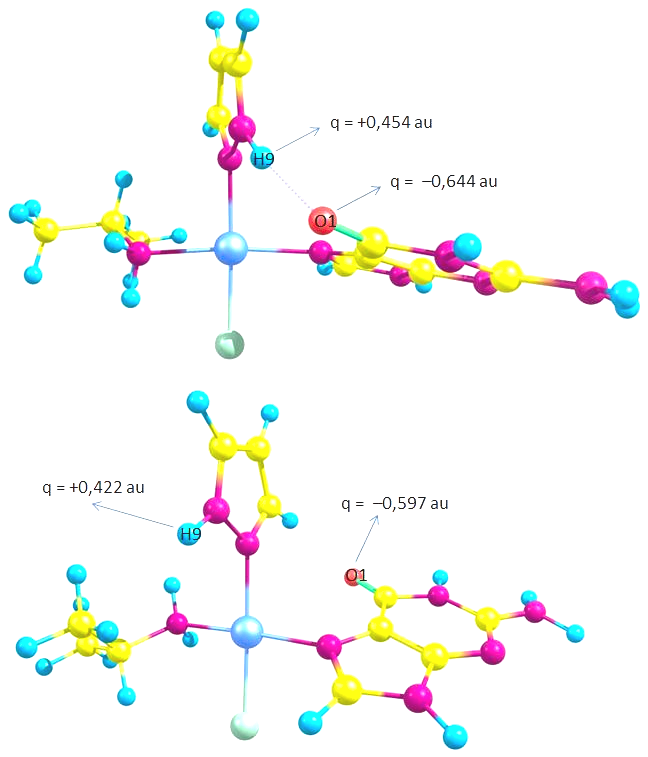 q = +0,454 au
H9
q = –0,644 au
O1
q = +0,422 au
q = –0,597 au
H9
O1